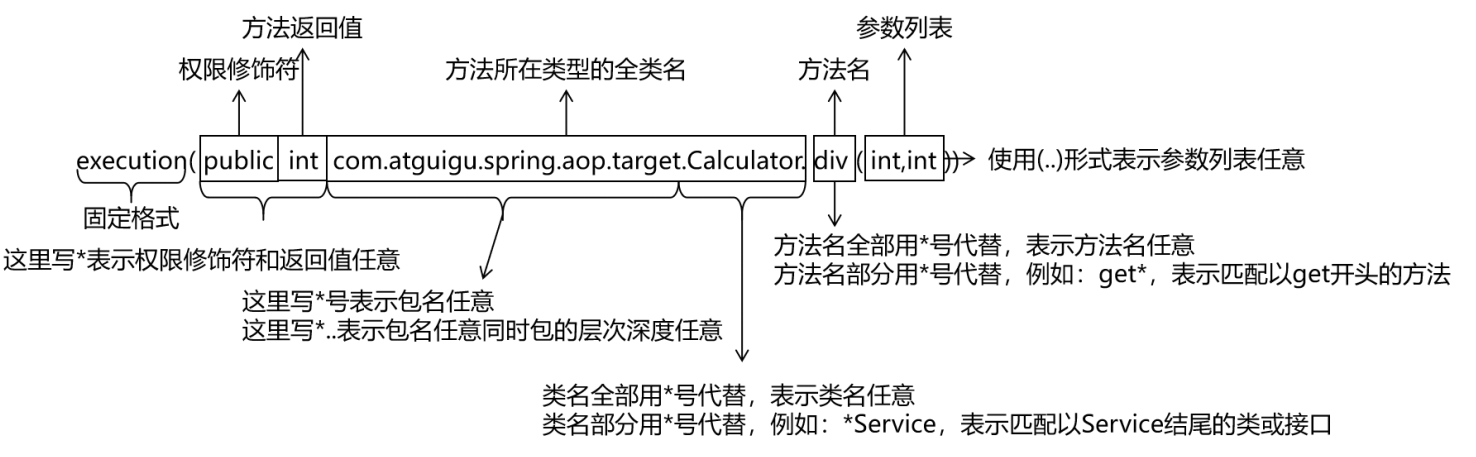 方法返回值
参数列表
权限修饰符
方法所在类型的全类名
方法名
execution(public int com.atguigu.spring.aop.target.Calculator.div(int,int))
使用(..)形式表示参数列表任意
固定格式
这里写*表示权限修饰符和返回值任意
方法名全部用*号代替，表示方法名任意
方法名部分用*号代替，例如：get*，表示匹配以get开头的方法
这里写*号表示包名任意
这里写*..表示包名任意同时包的层次深度任意
类名全部用*号代替，表示类名任意
类名部分用*号代替，例如：*Service，表示匹配以Service结尾的类或接口